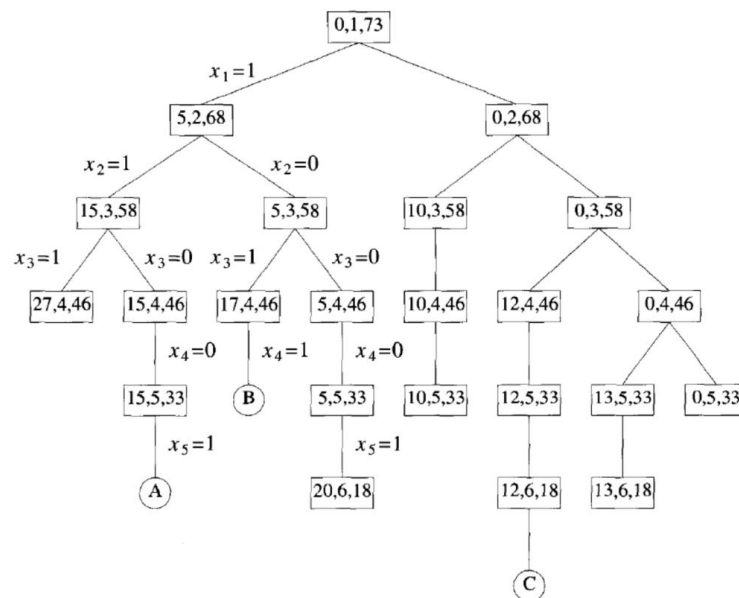 0,1,73
x₁=1
5,2,68 0,2,68
x₂=1 x₂=0
15,3,58 5,3,58 10,3,58 0,3,58
x₃=1 x₃=0 x₃=1 x₃=0
27,4,46 15,4,46 17,4,46 5,4,46 10,4,46 12,4,46 0,4,46
x₄=0 x₄=1 x₄=0
15,5,33 B 5,5,33 10,5,33 12,5,33 13,5,33 0,5,33
x₅=1 x₅=1
A 20,6,18 12,6,18 13,6,18
C